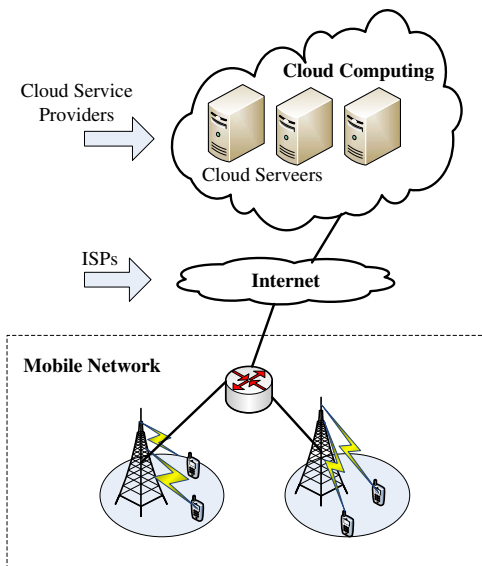 Cloud Computing
Cloud Service
Providers
Cloud Serveers
ISPs
Internet
Mobile Network